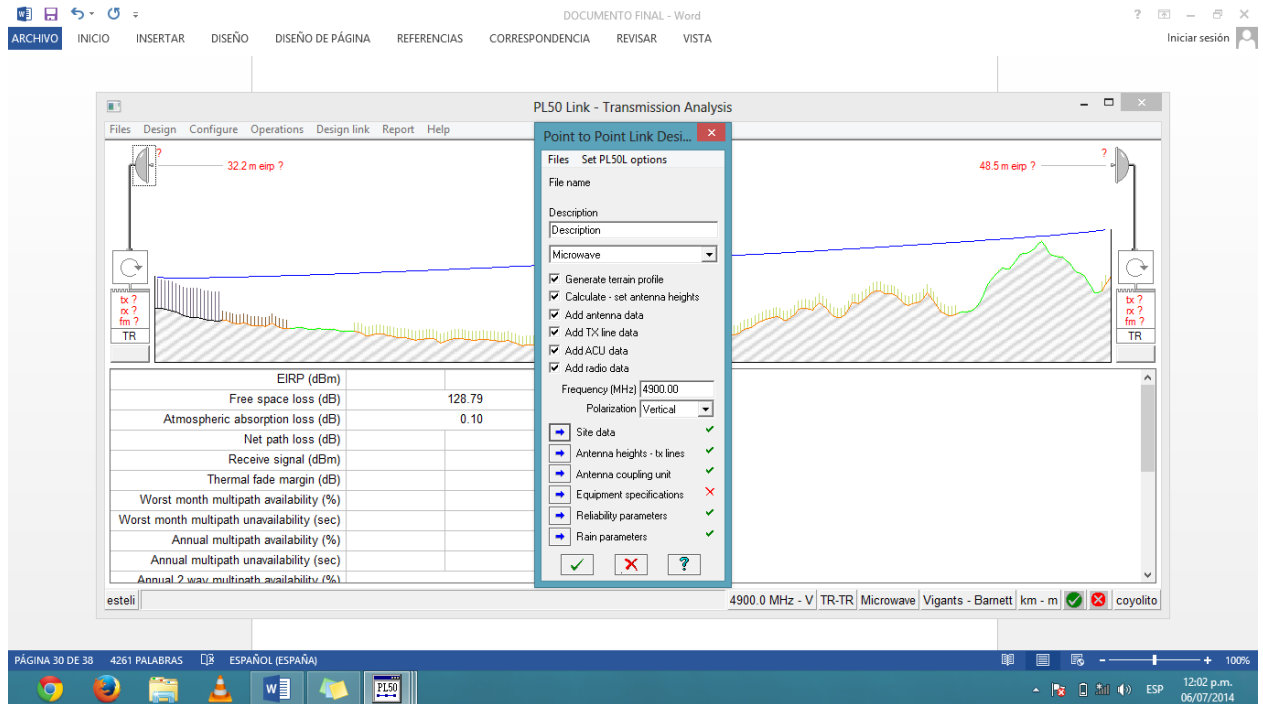 DOCUMENTO FINAL - Word
ARCHIVO INICIO INSERTAR DISEÑO DISEÑO DE PÁGINA REFERENCIAS CORRESPONDENCIA REVISAR VISTA Iniciar sesión
PL50 Link - Transmission Analysis
Files Design Configure Operations Design link Report Help
Point to Point Link Desi...
Files Set PL50L options
File name
Description
Description
Microwave
Generate terrain profile
Calculate - set antenna heights
Add antenna data
Add TX line data
Add ACU data
Add radio data
Frequency (MHz) 4900.00
Polarization Vertical
Site data
Antenna heights - tx lines
Antenna coupling unit
Equipment specifications
Reliability parameters
Rain parameters
?
32.2 m eirp ?
48.5 m eirp ?
?
tx ?
rx ?
fm ?
TR
tx ?
rx ?
fm ?
TR
EIRP (dBm)
Free space loss (dB) 128.79
Atmospheric absorption loss (dB) 0.10
Net path loss (dB)
Receive signal (dBm)
Thermal fade margin (dB)
Worst month multipath availability (%)
Worst month multipath unavailability (sec)
Annual multipath availability (%)
Annual multipath unavailability (sec)
Annual 2 way multipath availability (%)
esteli 4900.0 MHz - V TR-TR Microwave Vigants - Barnett km - m coyolito
PÁGINA 30 DE 38 4261 PALABRAS ESPAÑOL (ESPAÑA) 100%
PL50
ESP
12:02 p.m.
06/07/2014